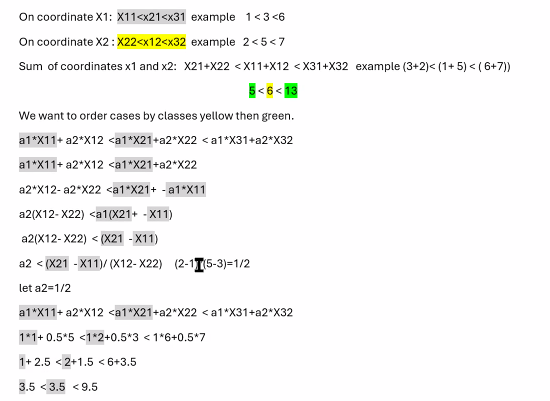 On coordinate X1: X11<x21<x31 example 1 < 3 <6
On coordinate X2 : X22<x12<x32 example 2 < 5 < 7
Sum of coordinates x1 and x2: X21+X22 < X11+X12 < X31+X32 example (3+2)< (1+ 5) < ( 6+7))
5 < 6 < 13
We want to order cases by classes yellow then green.
a1*X11+ a2*X12 <a1*X21+a2*X22 < a1*X31+a2*X32
a1*X11+ a2*X12 <a1*X21+a2*X22
a2*X12- a2*X22 <a1*X21+ - a1*X11
a2(X12- X22) <a1(X21+ - X11)
a2(X12- X22) < (X21 - X11)
a2 < (X21 - X11)/ (X12- X22) (2-1) (5-3)=1/2
let a2=1/2
a1*X11+ a2*X12 <a1*X21+a2*X22 < a1*X31+a2*X32
1*1+ 0.5*5 <1*2+0.5*3 < 1*6+0.5*7
1+ 2.5 < 2+1.5 < 6+3.5
3.5 < 3.5 < 9.5